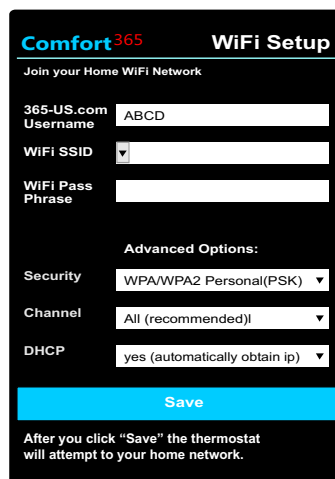 Comfort365 WiFi Setup
Join your Home WiFi Network
365-US.com
Username ABCD
WiFi SSID
WiFi Pass
Phrase
Advanced Options:
Security WPA/WPA2 Personal(PSK)
Channel All (recommended)l
DHCP yes (automatically obtain ip)
Save
After you click “Save” the thermostat
will attempt to your home network.